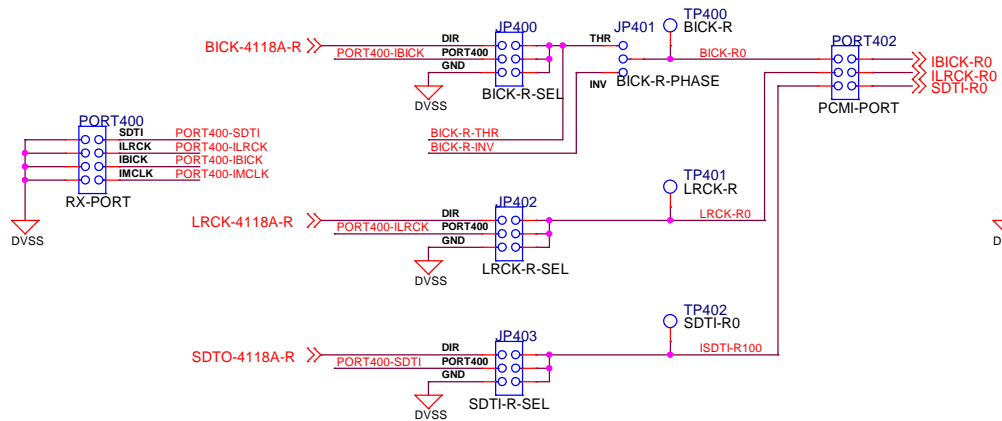 TP400
BICK-R
JP400
JP401
PORT402
BICK-4118A-R
DIR
THR
BICK-R0
IBICK-R0
PORT400-IBICK
PORT400
ILRCK-R0
GND
INV
SDTI-R0
BICK-R-SEL
BICK-R-PHASE
PCMI-PORT
DVSS
PORT400
SDTI
PORT400-SDTI
BICK-R-THR
ILRCK
PORT400-ILRCK
BICK-R-INV
IBICK
PORT400-IBICK
IMCLK
PORT400-IMCLK
RX-PORT
TP401
LRCK-R
JP402
LRCK-4118A-R
DIR
LRCK-R0
PORT400-ILRCK
PORT400
DVSS
GND
D
LRCK-R-SEL
DVSS
TP402
SDTI-R0
JP403
SDTO-4118A-R
DIR
ISDTI-R100
PORT400-SDTI
PORT400
GND
SDTI-R-SEL
DVSS